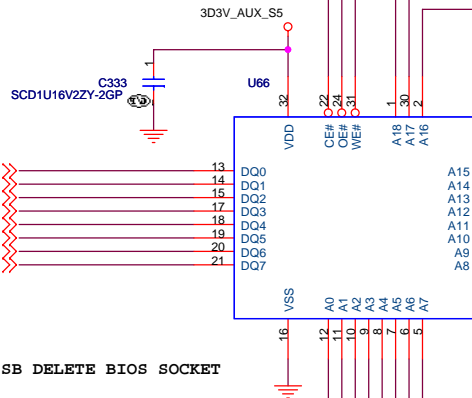 3D3V_AUX_S5
1
C333
SCD1U16V2ZY-2GP
U66
32
22
24
31
1
30
2
VDD
CE#
OE#
WE#
A18
A17
A16
13 DQ0
14 DQ1
15 DQ2
17 DQ3
18 DQ4
19 DQ5
20 DQ6
21 DQ7
A15
A14
A13
A12
A11
A10
A9
A8
VSS
A0
A1
A2
A3
A4
A5
A6
A7
16
12
11
10
9
8
7
6
5
SB DELETE BIOS SOCKET